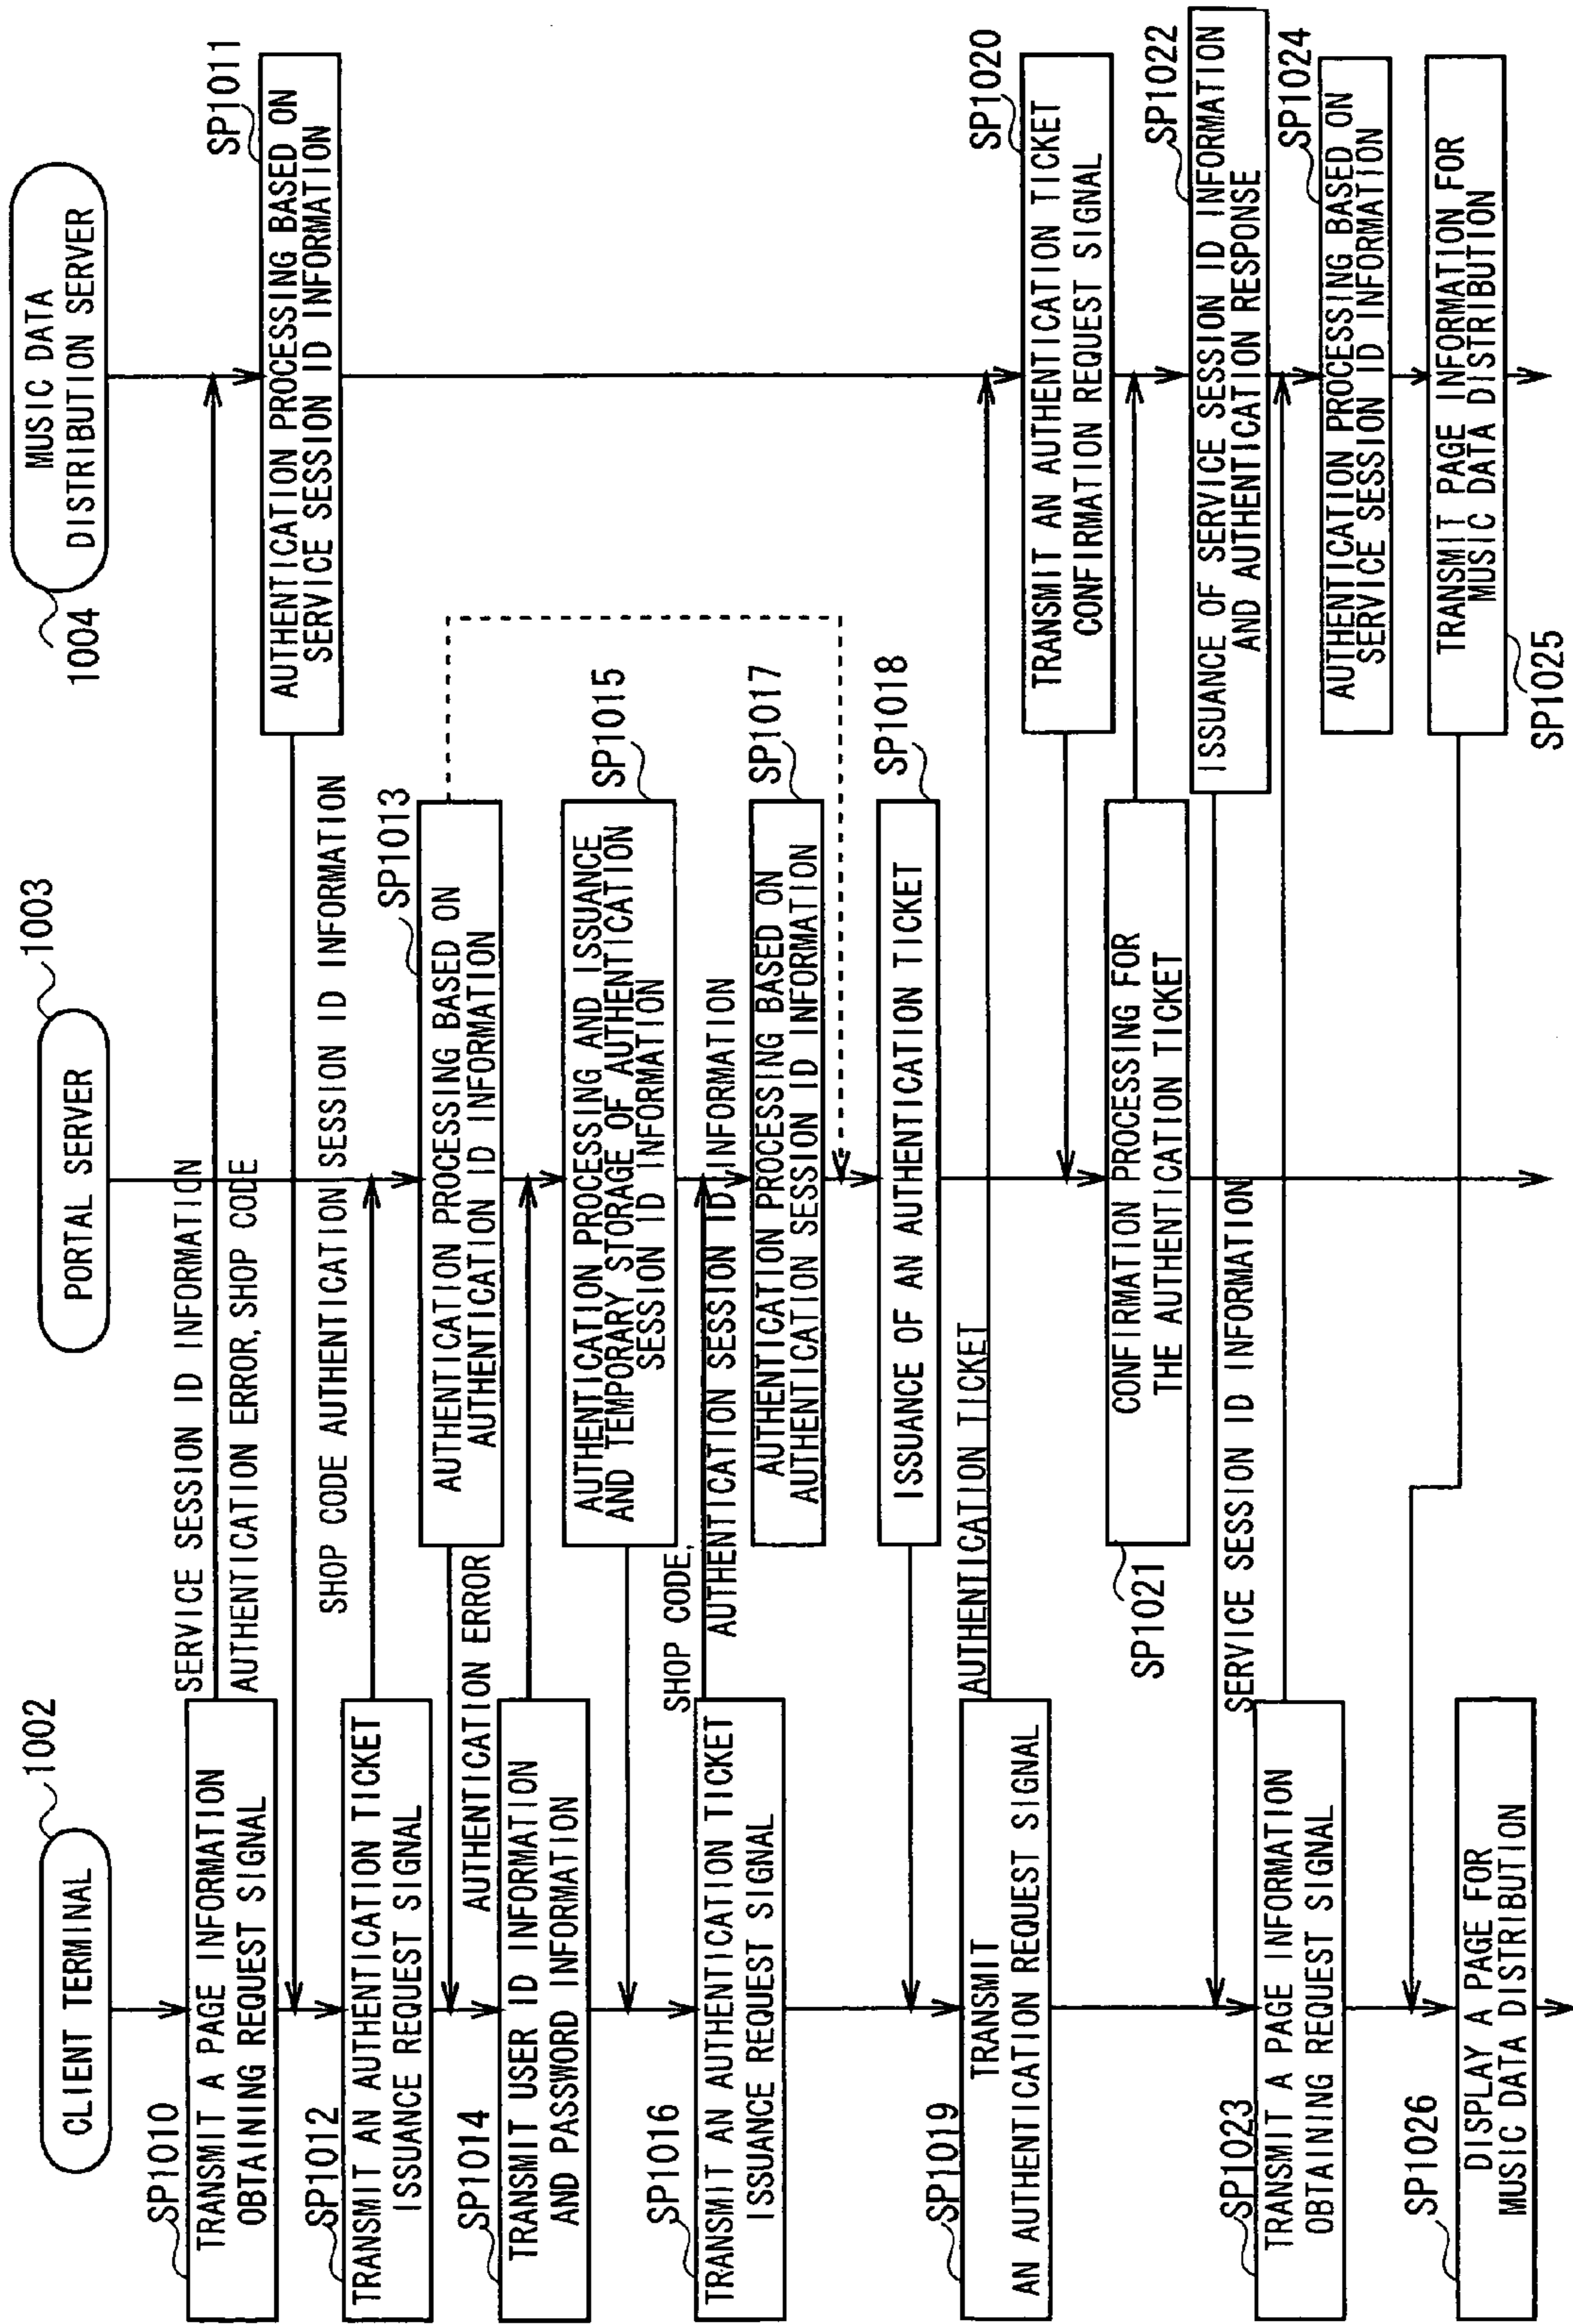 CLIENT TERMINAL
1002
PORTAL SERVER
1003
MUSIC DATA
DISTRIBUTION SERVER
1004
SP1010
TRANSMIT A PAGE INFORMATION
OBTAINING REQUEST SIGNAL
SERVICE SESSION ID INFORMATION
SP1011
AUTHENTICATION PROCESSING BASED ON
SERVICE SESSION ID INFORMATION
AUTHENTICATION ERROR, SHOP CODE
SP1012
TRANSMIT AN AUTHENTICATION TICKET
ISSUANCE REQUEST SIGNAL
SHOP CODE AUTHENTICATION SESSION ID INFORMATION
SP1013
AUTHENTICATION PROCESSING BASED ON
AUTHENTICATION ID INFORMATION
AUTHENTICATION ERROR
SP1014
TRANSMIT USER ID INFORMATION
AND PASSWORD INFORMATION
SP1015
AUTHENTICATION PROCESSING AND ISSUANCE
AND TEMPORARY STORAGE OF AUTHENTICATION
SESSION ID INFORMATION
SP1016
TRANSMIT AN AUTHENTICATION TICKET
ISSUANCE REQUEST SIGNAL
SHOP CODE,
AUTHENTICATION SESSION ID INFORMATION
SP1017
AUTHENTICATION PROCESSING BASED ON
AUTHENTICATION SESSION ID INFORMATION
SP1018
ISSUANCE OF AN AUTHENTICATION TICKET
SP1019
TRANSMIT
AN AUTHENTICATION REQUEST SIGNAL
AUTHENTICATION TICKET
SP1020
TRANSMIT AN AUTHENTICATION TICKET
CONFIRMATION REQUEST SIGNAL
SP1021
CONFIRMATION PROCESSING FOR
THE AUTHENTICATION TICKET
SP1022
ISSUANCE OF SERVICE SESSION ID INFORMATION
AND AUTHENTICATION RESPONSE
SP1023
TRANSMIT A PAGE INFORMATION
OBTAINING REQUEST SIGNAL
SERVICE SESSION ID INFORMATION
SP1024
AUTHENTICATION PROCESSING BASED ON
SERVICE SESSION ID INFORMATION
SP1025
TRANSMIT PAGE INFORMATION FOR
MUSIC DATA DISTRIBUTION
SP1026
DISPLAY A PAGE FOR
MUSIC DATA DISTRIBUTION